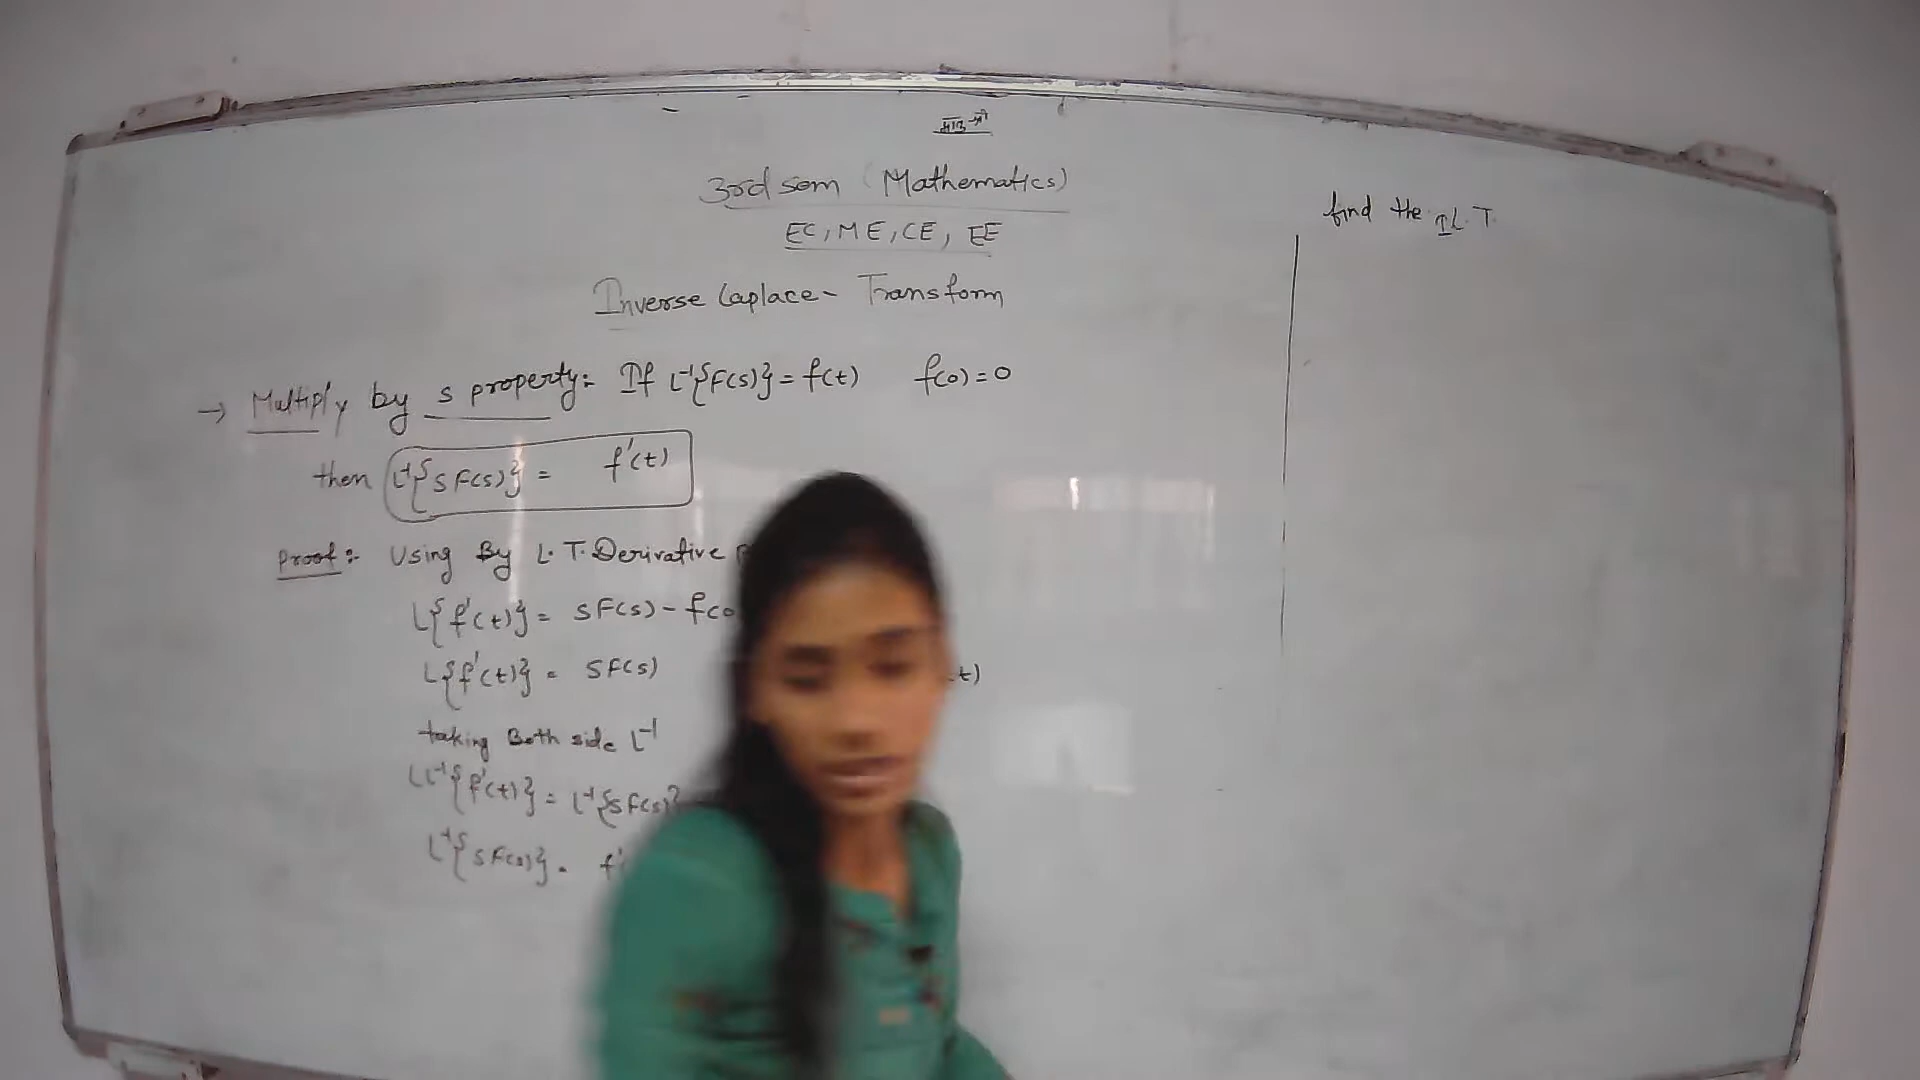 3rd sem (Mathematics)
EC, ME, CE, EE
Inverse Laplace - Transform
→ Multiply by s property:- If L⁻¹{F(s)} = f(t) f(0) = 0
then L⁻¹{sF(s)} = f'(t)
Proof :- Using By L.T. Derivative
L{f'(t)} = sF(s) - f(0
L{f'(t)} = sF(s)
t)
taking Both side L⁻¹
LL⁻¹{f'(t)} = L⁻¹{sF(s)}
L⁻¹{sF(s)} = f'
find the IL.T.